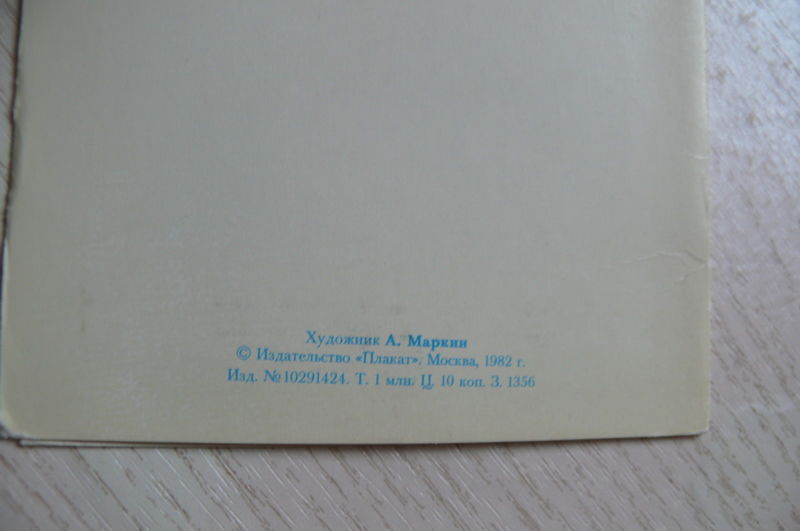 Художник А. Маркин
© Издательство «Плакат». Москва, 1982 г.
Изд. №10291424. Т. 1 млн. Ц. 10 коп. З. 1356